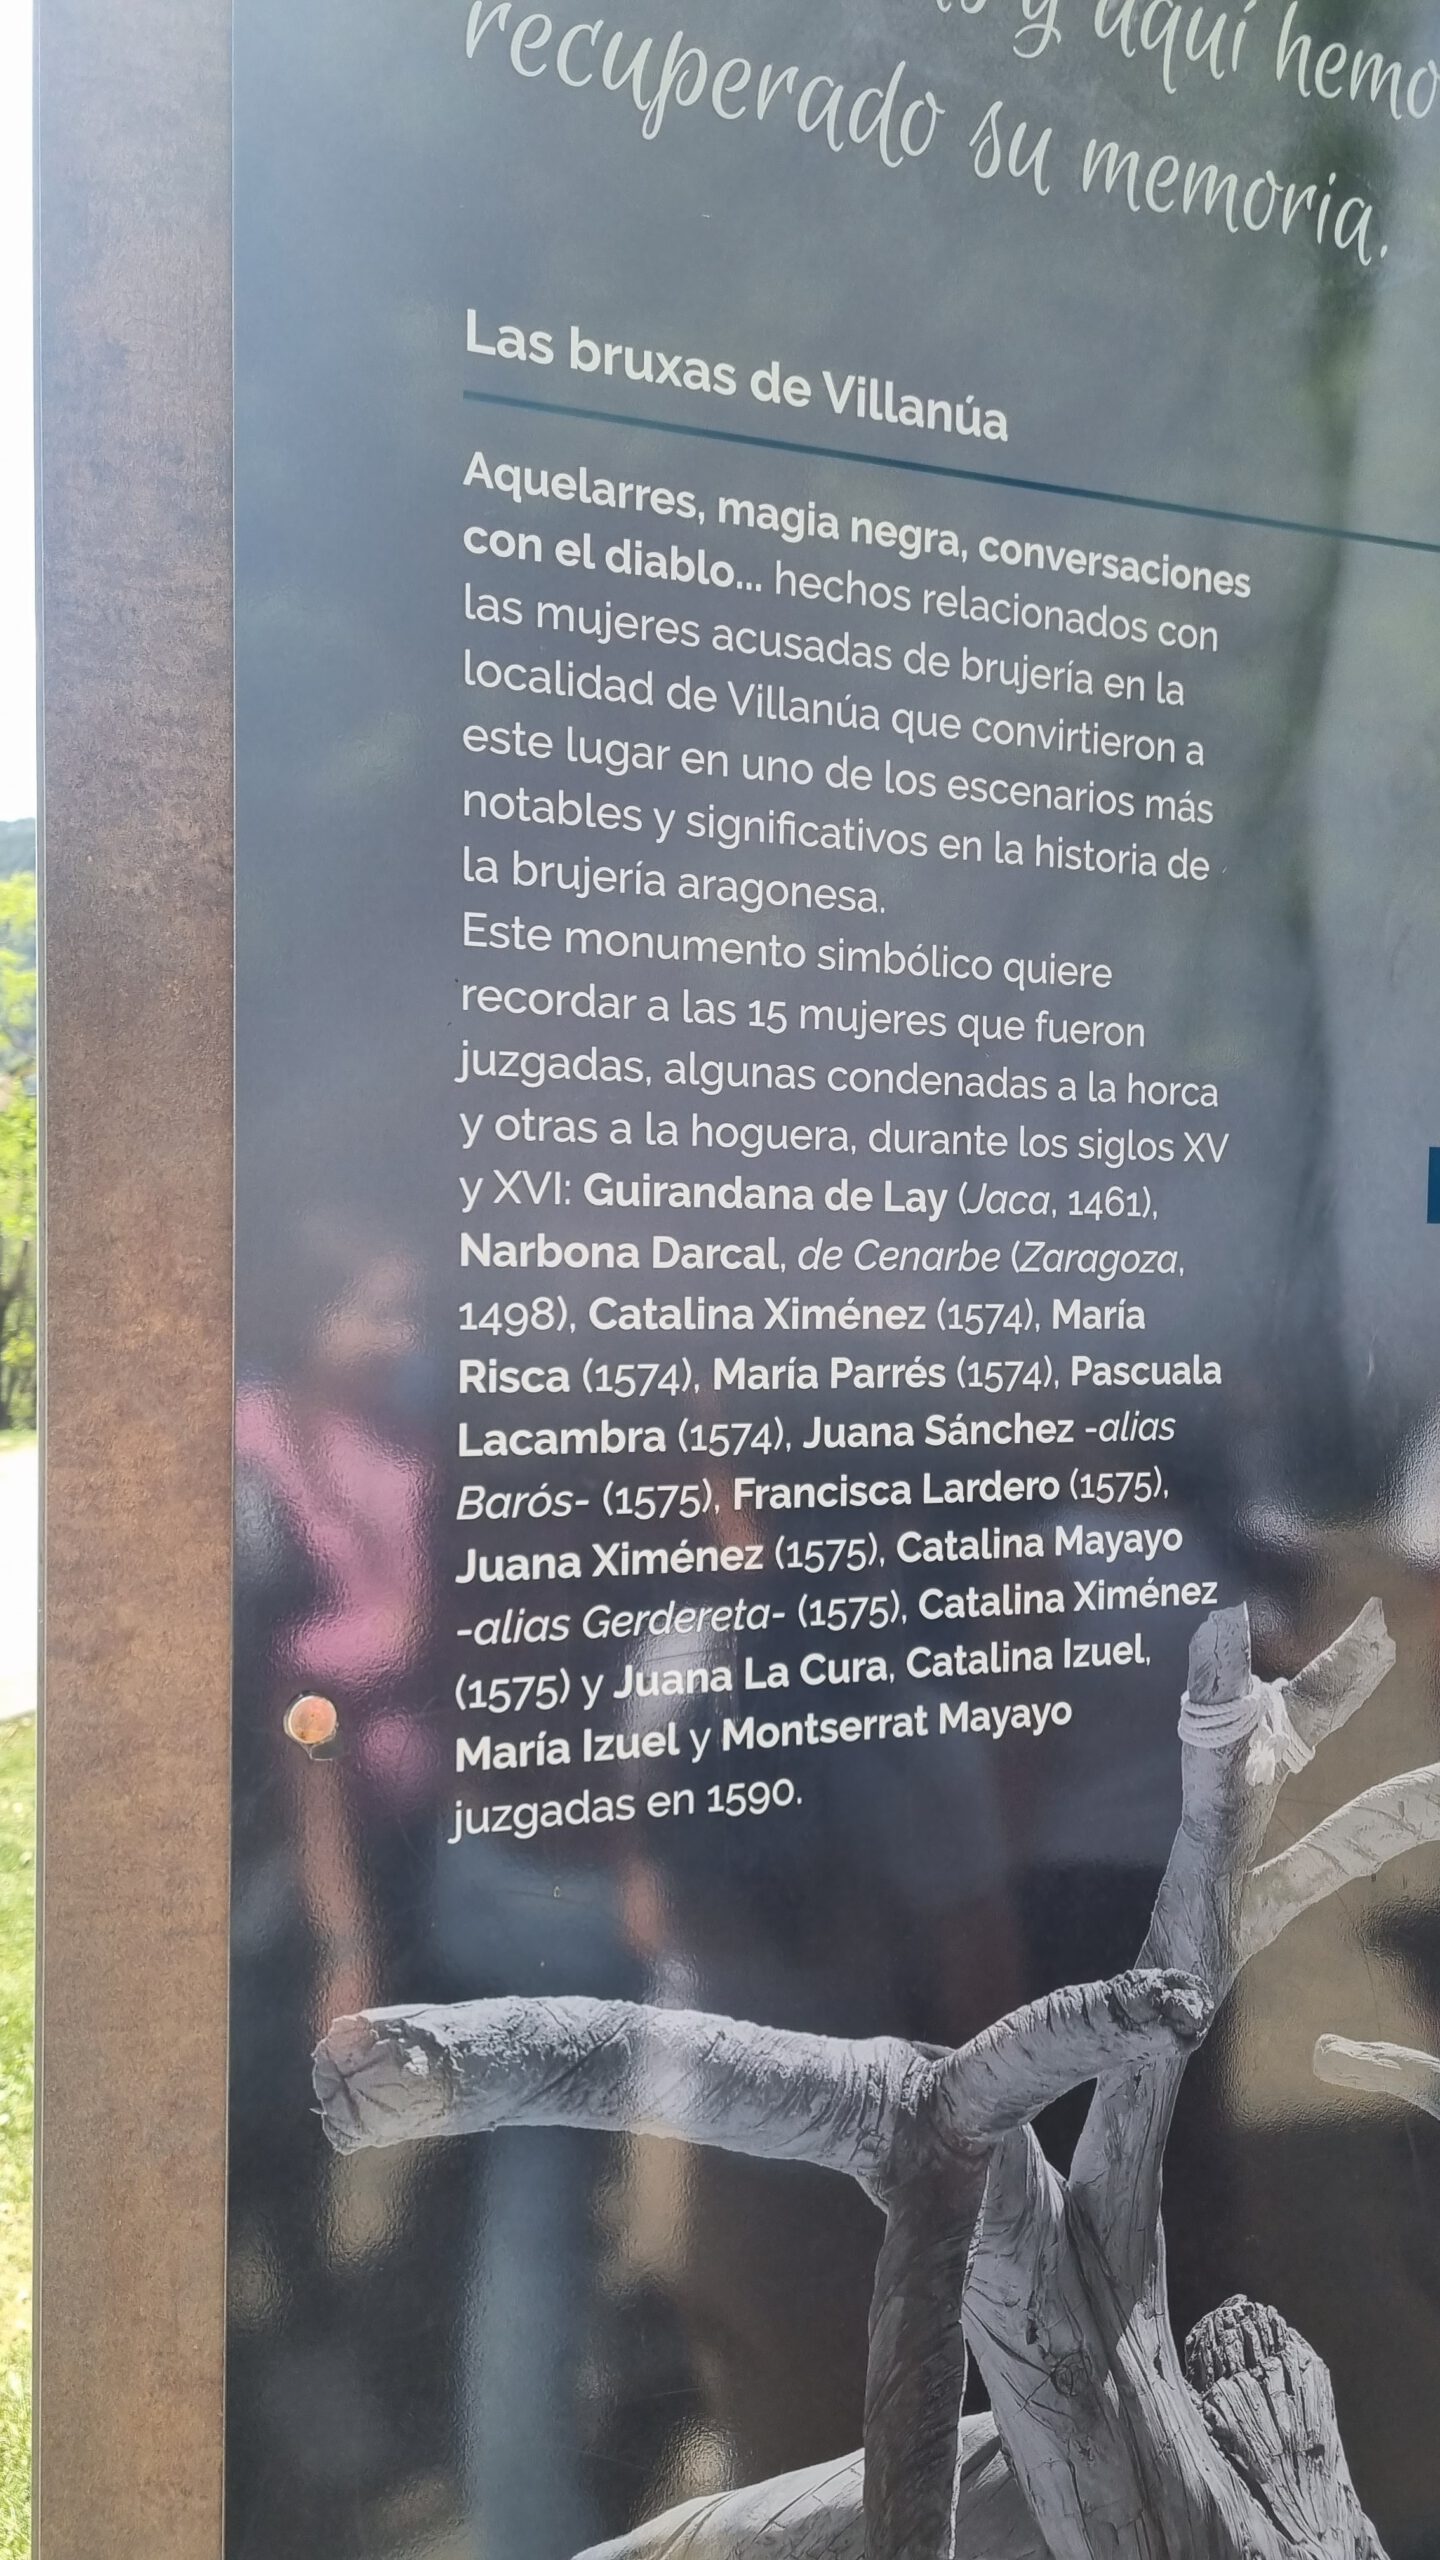 y aquí hemo
recuperado su memoria.
Las bruxas de Villanúa
Aquelarres, magia negra, conversaciones
con el diablo... hechos relacionados con
las mujeres acusadas de brujería en la
localidad de Villanúa que convirtieron a
este lugar en uno de los escenarios más
notables y significativos en la historia de
la brujería aragonesa.
Este monumento simbólico quiere
recordar a las 15 mujeres que fueron
juzgadas, algunas condenadas a la horca
y otras a la hoguera, durante los siglos XV
y XVI: Guirandana de Lay (Jaca, 1461),
Narbona Darcal, de Cenarbe (Zaragoza,
1498), Catalina Ximénez (1574), María
Risca (1574), María Parrés (1574), Pascuala
Lacambra (1574), Juana Sánchez -alias
Barós- (1575), Francisca Lardero (1575),
Juana Ximénez (1575), Catalina Mayayo
-alias Gerdereta- (1575), Catalina Ximénez
(1575) y Juana La Cura, Catalina Izuel,
María Izuel y Montserrat Mayayo
juzgadas en 1590.